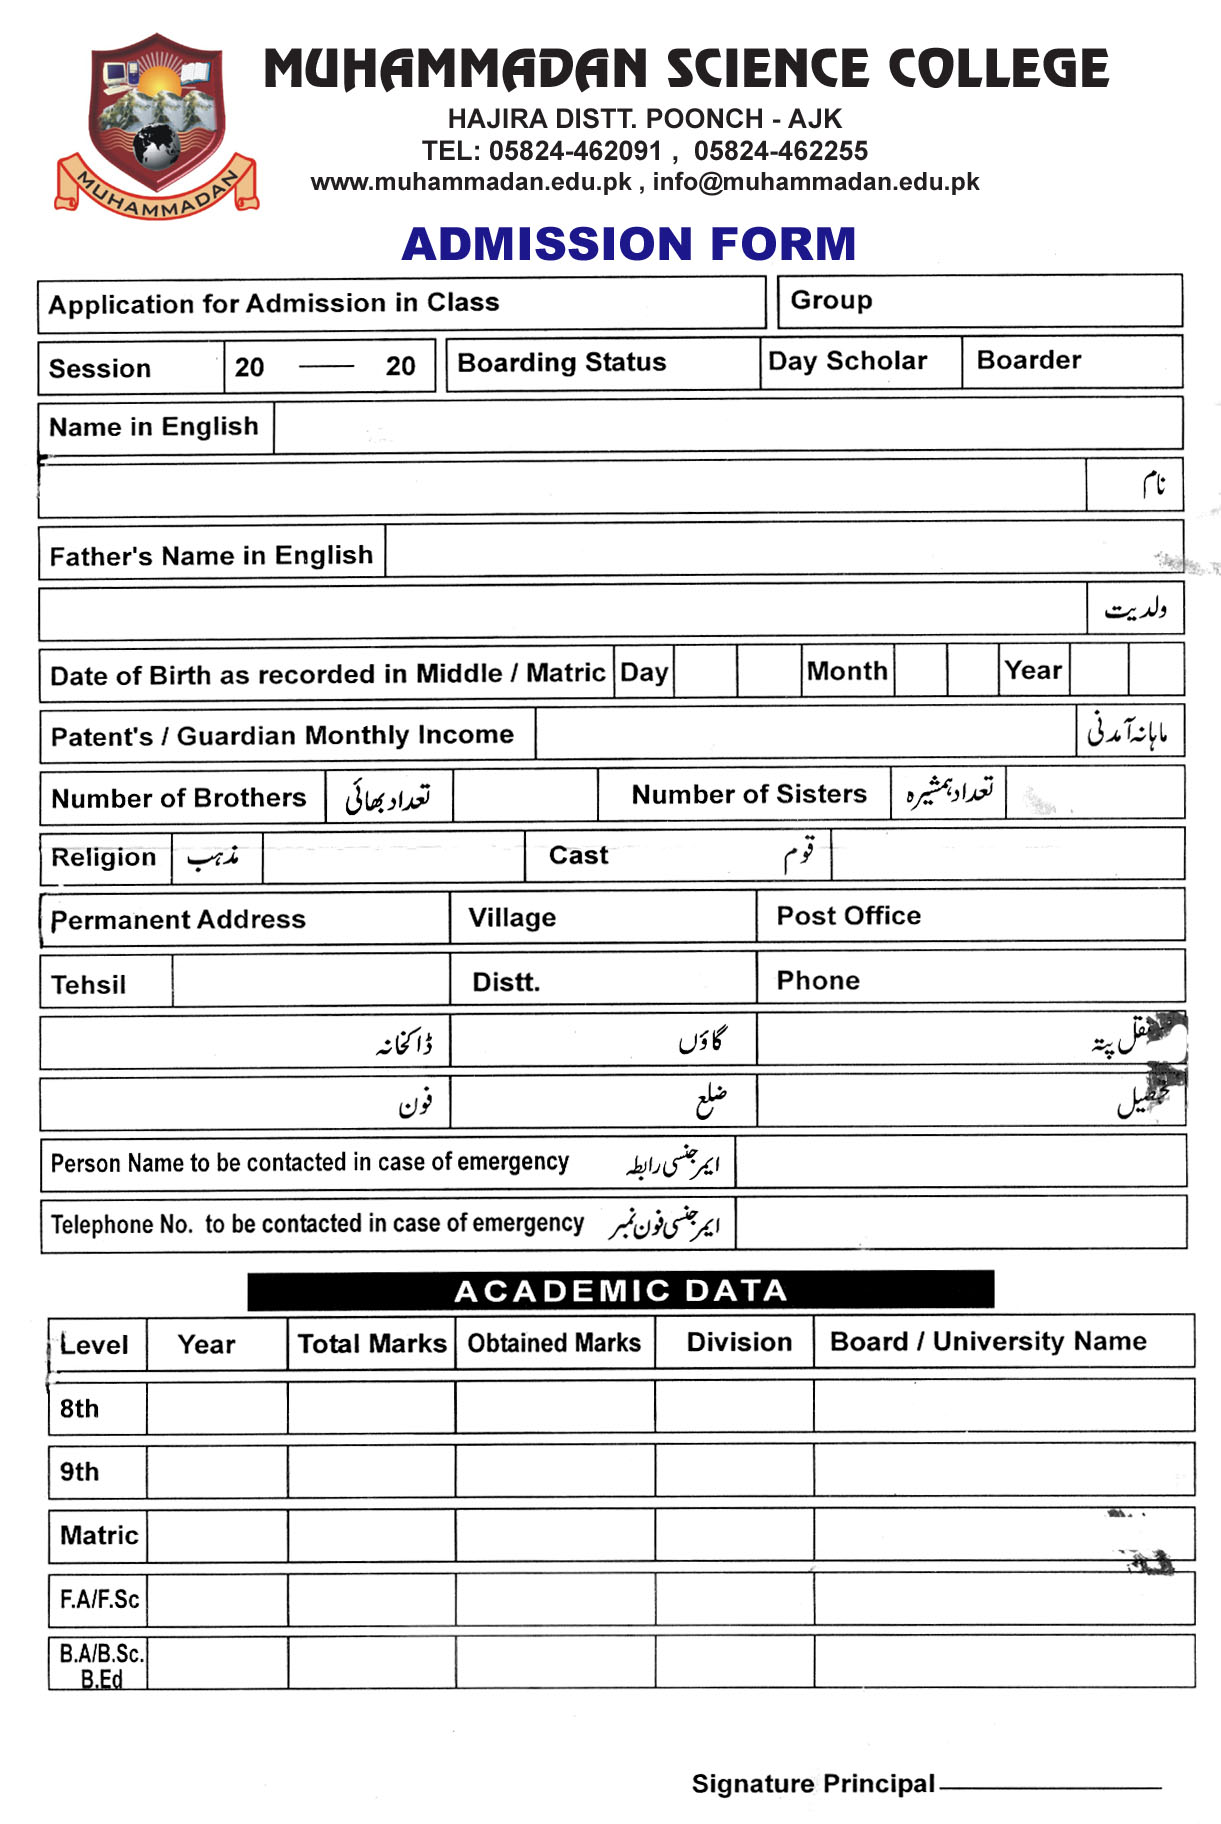 MUHAMMADAN
MUHAMMADAN SCIENCE COLLEGE
HAJIRA DISTT. POONCH - AJK
TEL: 05824-462091 , 05824-462255
www.muhammadan.edu.pk , info@muhammadan.edu.pk
ADMISSION FORM
Application for Admission in Class Group
Session 20 —— 20 Boarding Status Day Scholar Boarder
Name in English
نام
Father's Name in English
ولدیت
Date of Birth as recorded in Middle / Matric Day Month Year
Patent's / Guardian Monthly Income ماہانہ آمدنی
Number of Brothers تعداد بھائی Number of Sisters تعداد ہمشیرہ
Religion مذہب Cast قوم
Permanent Address Village Post Office
Tehsil Distt. Phone
پتہ گاؤں ڈاکخانہ
تحصیل ضلع فون
Person Name to be contacted in case of emergency ایمرجنسی رابطہ
Telephone No. to be contacted in case of emergency ایمرجنسی فون نمبر
ACADEMIC DATA
Level Year Total Marks Obtained Marks Division Board / University Name
8th
9th
Matric
F.A/F.Sc
B.A/B.Sc.
B.Ed
Signature Principal